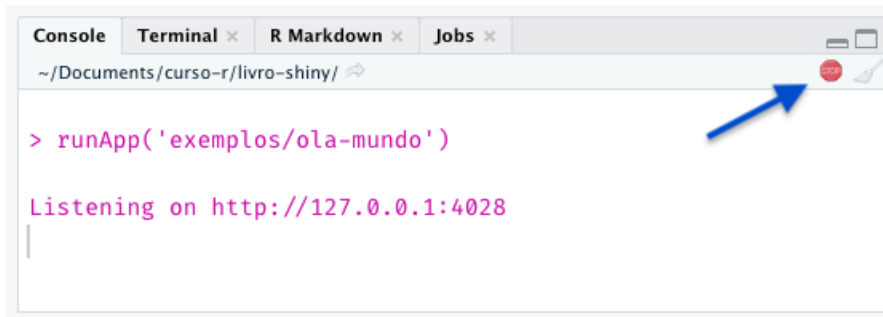 Console Terminal R Markdown Jobs
~/Documents/curso-r/livro-shiny/
STOP
> runApp('exemplos/ola-mundo')
Listening on http://127.0.0.1:4028